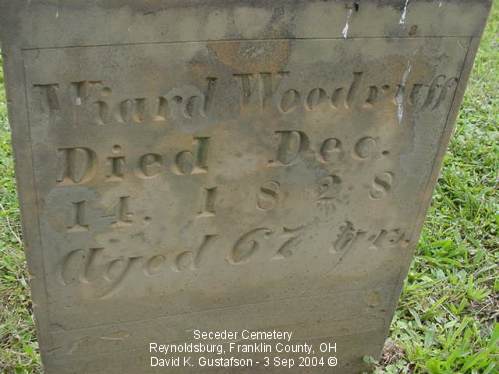 Wiard Woodruff
Died Dec.
14. 1828
Aged 67 yrs.
Seceder Cemetery
Reynoldsburg, Franklin County, OH
David K. Gustafson - 3 Sep 2004 ©